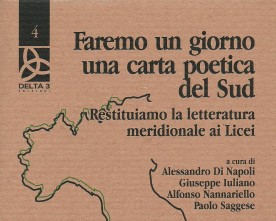 4
DELTA 3
EDIZIONI
Faremo un giorno
una carta poetica
del Sud
Restituiamo la letteratura
meridionale ai Licei
a cura di
Alessandro Di Napoli
Giuseppe Iuliano
Alfonso Nannariello
Paolo Saggese